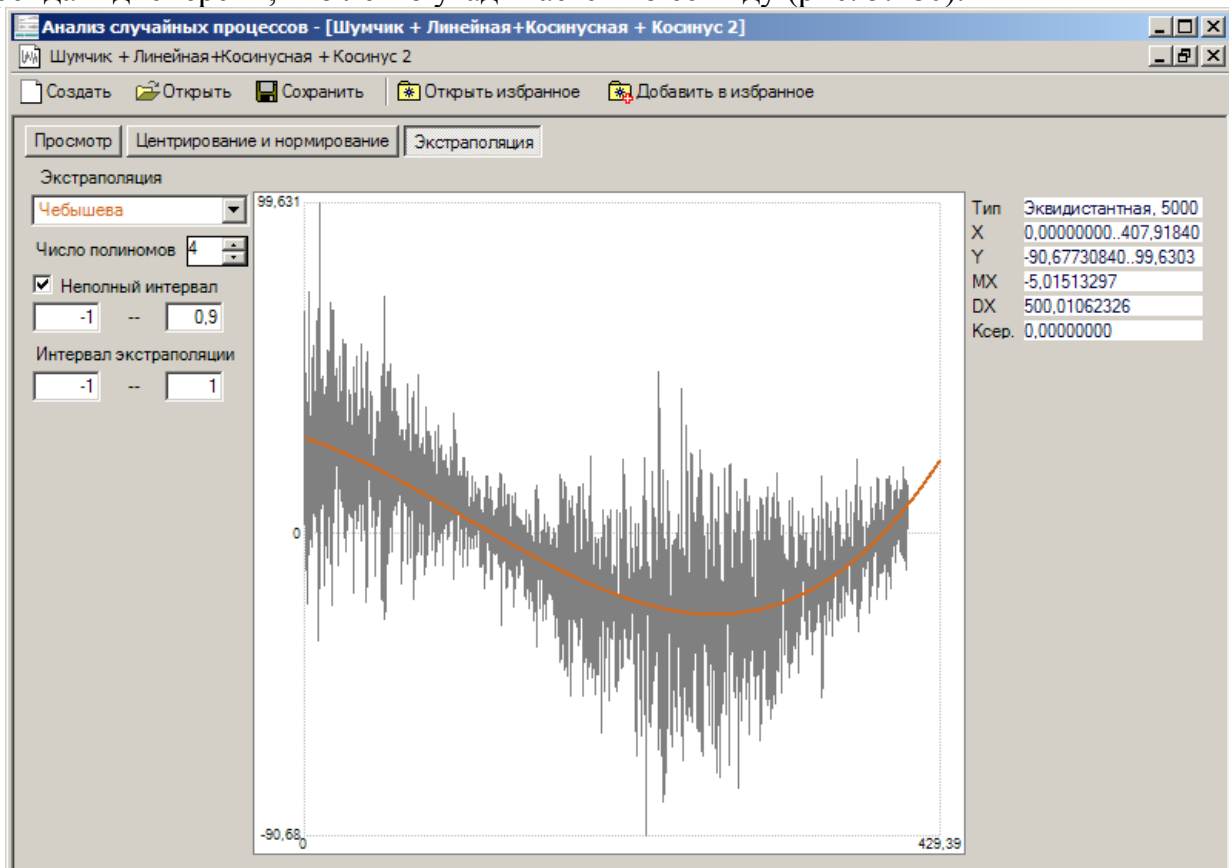 Анализ случайных процессов - [Шумчик + Линейная+Косинусная + Косинус 2]
Шумчик + Линейная+Косинусная + Косинус 2
Создать Открыть Сохранить Открыть избранное Добавить в избранное
Просмотр Центрирование и нормирование Экстраполяция
Экстраполяция
Чебышева
Число полиномов 4
Неполный интервал
-1 -- 0,9
Интервал экстраполяции
-1 -- 1
99,631
0
-90,68
0
429,39
Тип Эквидистантная, 5000
X 0,00000000..407,91840
Y -90,67730840..99,6303
MX -5,01513297
DX 500,01062326
Ксер. 0,00000000